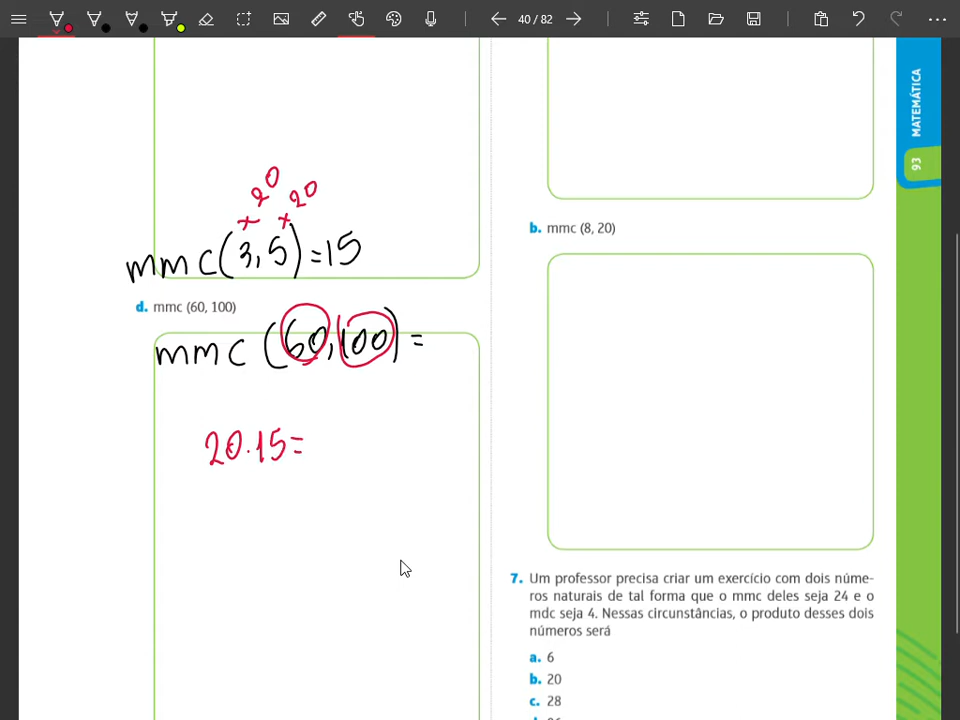 40 / 82
× 20 × 20
mmc(3,5)=15
d. mmc (60, 100)
mmc (60,100) =
20.15=
b. mmc (8, 20)
7. Um professor precisa criar um exercício com dois núme-
ros naturais de tal forma que o mmc deles seja 24 e o
mdc seja 4. Nessas circunstâncias, o produto desses dois
números será
a. 6
b. 20
c. 28
MATEMÁTICA
93